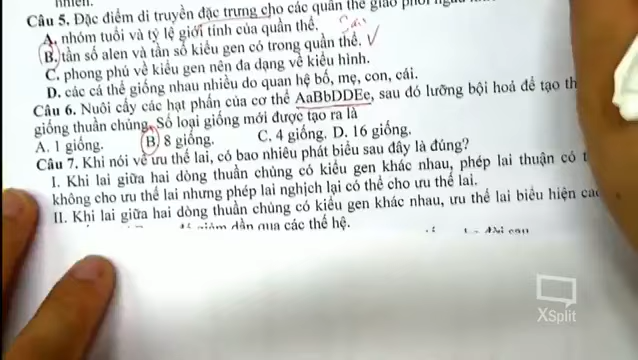 nhiên.
Câu 5. Đặc điểm di truyền đặc trưng cho các quần thể giao phối
A. nhóm tuổi và tỷ lệ giới tính của quần thể.
B. tần số alen và tần số kiểu gen có trong quần thể.
C. phong phú về kiểu gen nên đa dạng về kiểu hình.
D. các cá thể giống nhau nhiều do quan hệ bố, mẹ, con, cái.
Câu 6. Nuôi cấy các hạt phấn của cơ thể AaBbDDEe, sau đó lưỡng bội hoá để tạo th
giống thuần chủng. Số loại giống mới được tạo ra là
A. 1 giống. B. 8 giống. C. 4 giống. D. 16 giống.
Câu 7. Khi nói về ưu thế lai, có bao nhiêu phát biểu sau đây là đúng?
I. Khi lai giữa hai dòng thuần chủng có kiểu gen khác nhau, phép lai thuận có t
không cho ưu thế lai nhưng phép lai nghịch lại có thể cho ưu thế lai.
II. Khi lai giữa hai dòng thuần chủng có kiểu gen khác nhau, ưu thế lai biểu hiện cao
giảm dần qua các thế hệ.
XSplit